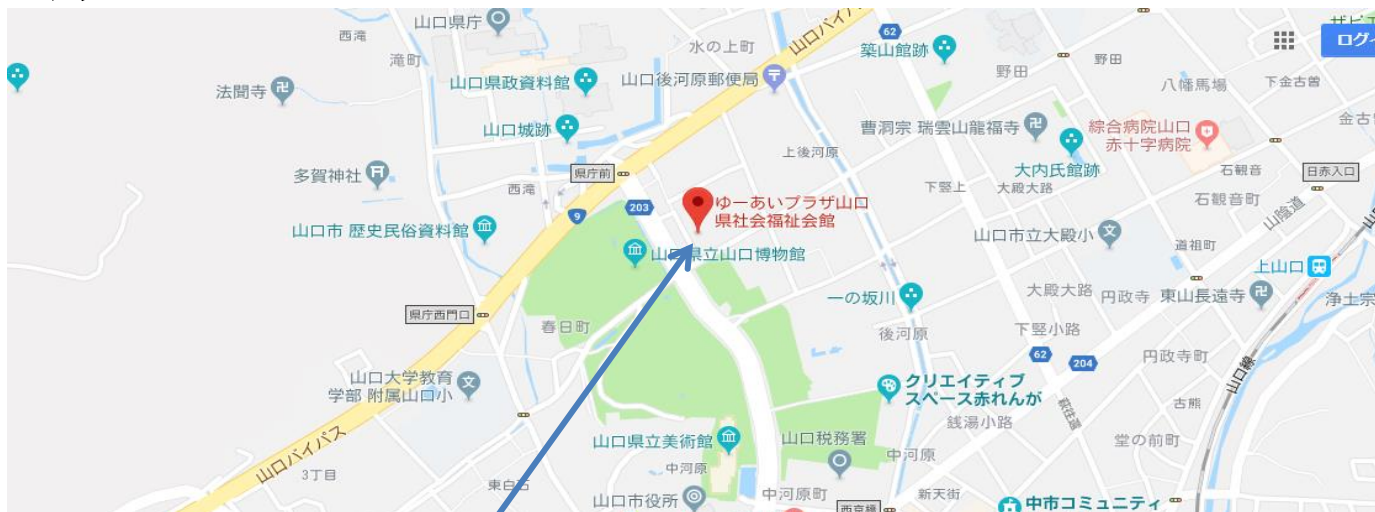 山口県庁
西滝
滝町
水の上町
山口バイパス
62
築山館跡
野田
野田
ログイ
法聞寺
山口県政資料館
山口後河原郵便局
八幡馬場
下金古曽
山口城跡
曹洞宗 瑞雲山龍福寺
綜合病院山口
赤十字病院
上後河原
大内氏館跡
多賀神社
県庁前
西滝
下竪上
大殿大路
石観音
日赤入口
石観音町
203
9
ゆーあいプラザ山口
県社会福祉会館
山口市 歴史民俗資料館
山口県立山口博物館
山口市立大殿小
山陰道
道祖町
上山口
一の坂川
大殿大路
円政寺
東山長遠寺
浄土宗
県庁西門口
春日町
後河原
下竪小路
62
204
円政寺町
山口線
山口大学教育
学部 附属山口小
クリエイティブ
スペース赤れんが
古熊
萩往還
銭湯小路
山口県立美術館
山口税務署
堂の前町
山口バイパス
3丁目
中河原
中河原
東白石
山口市役所
中河原町
新天街
西京橋
中市コミュニティ